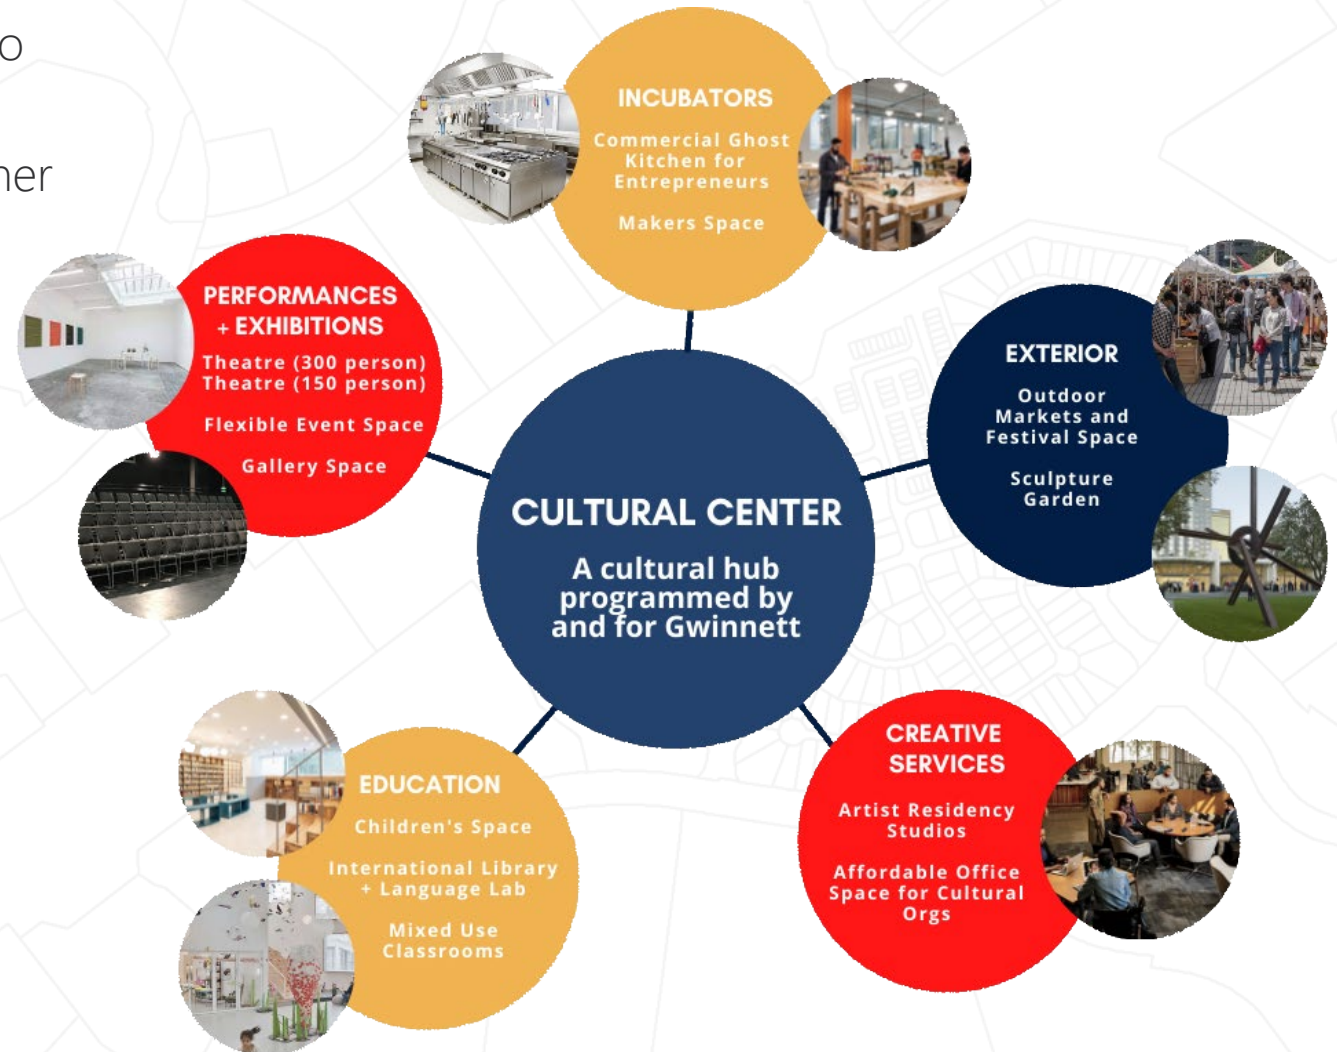 o
ner
INCUBATORS
Commercial Ghost
Kitchen for
Entrepreneurs
Makers Space
PERFORMANCES
+ EXHIBITIONS
Theatre (300 person)
Theatre (150 person)
Flexible Event Space
Gallery Space
EXTERIOR
Outdoor
Markets and
Festival Space
Sculpture
Garden
CULTURAL CENTER
A cultural hub
programmed by
and for Gwinnett
EDUCATION
Children's Space
International Library
+ Language Lab
Mixed Use
Classrooms
CREATIVE
SERVICES
Artist Residency
Studios
Affordable Office
Space for Cultural
Orgs